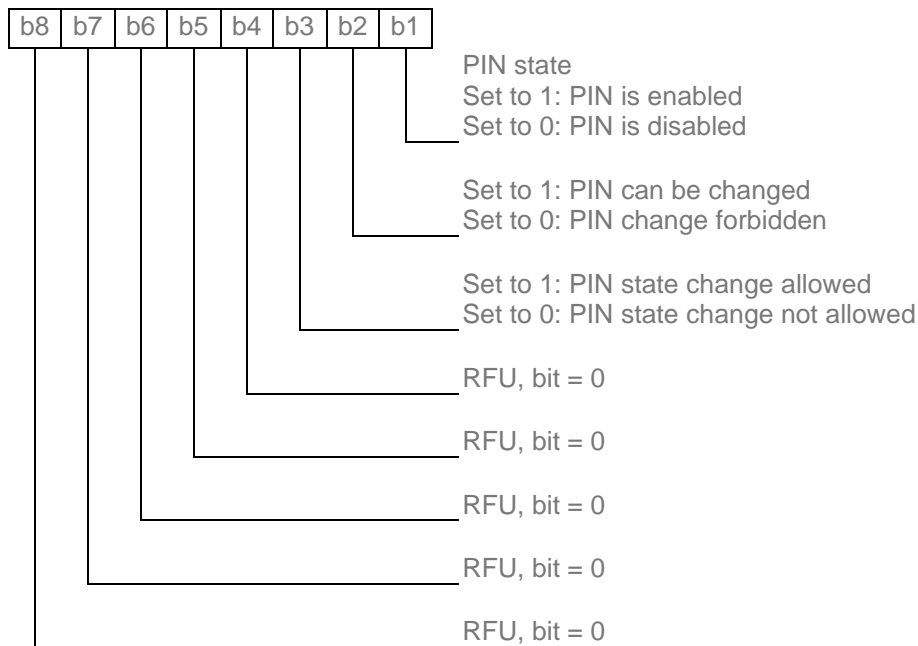 b8 b7 b6 b5 b4 b3 b2 b1
PIN state
Set to 1: PIN is enabled
Set to 0: PIN is disabled
Set to 1: PIN can be changed
Set to 0: PIN change forbidden
Set to 1: PIN state change allowed
Set to 0: PIN state change not allowed
RFU, bit = 0
RFU, bit = 0
RFU, bit = 0
RFU, bit = 0
RFU, bit = 0